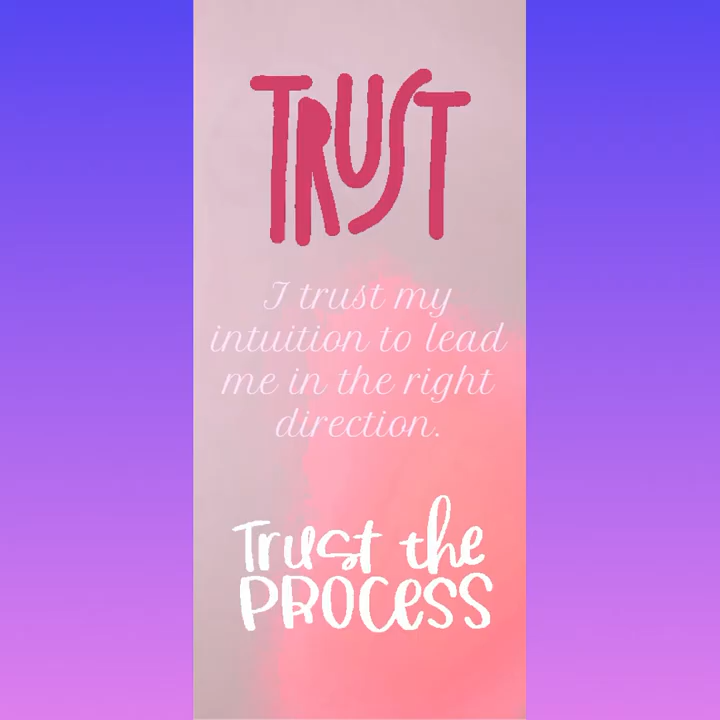 TRUST
I trust my
intuition to lead
me in the right
direction.
Trust the
PROCESS